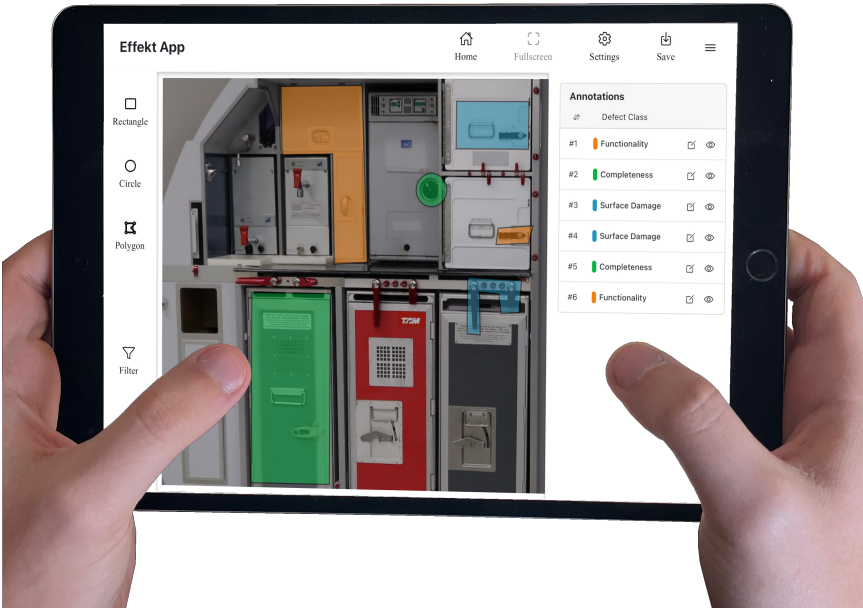 Effekt App
Home
Fullscreen
Settings
Save
Rectangle
Circle
Polygon
Filter
Annotations
Defect Class
#1 Functionality
#2 Completeness
#3 Surface Damage
#4 Surface Damage
#5 Completeness
#6 Functionality
TAM